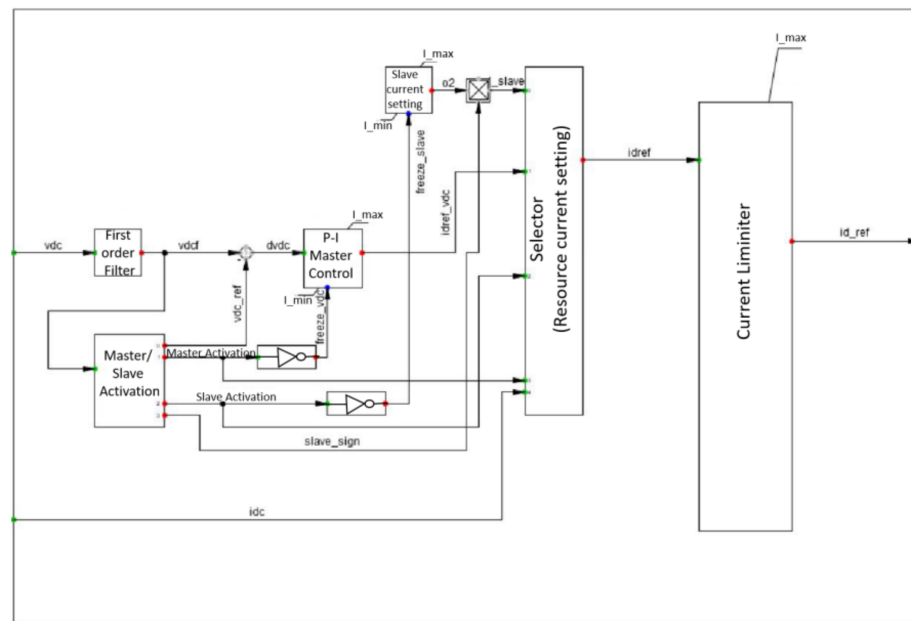 I_max
Slave
current
setting
I_min
o2
_slave
freeze_slave
I_max
Selector
(Resource current setting)
idref
Current Liminiter
id_ref
vdc
First
order
Filter
vdcf
dvdc
I_max
P-I
Master
Control
I_min
idref_vdc
vdc_ref
freeze_vdc
Master/
Slave
Activation
Master Activation
Slave Activation
slave_sign
idc